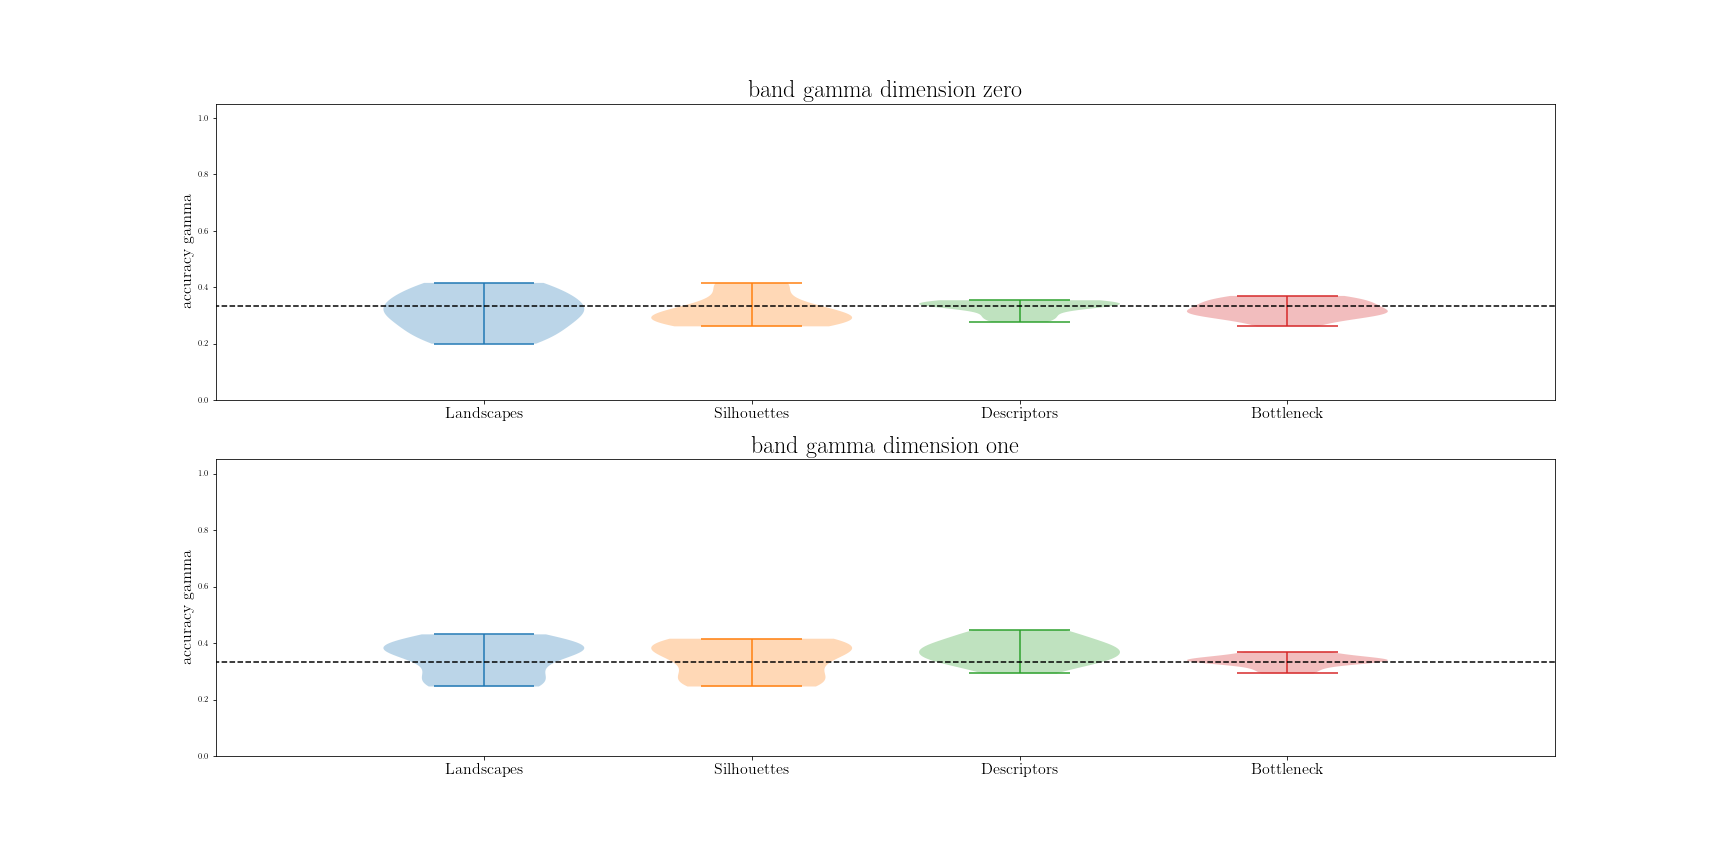 band gamma dimension zero
1.0
0.8
0.6
0.4
0.2
0.0
accuracy gamma
Landscapes Silhouettes Descriptors Bottleneck
band gamma dimension one
1.0
0.8
0.6
0.4
0.2
0.0
accuracy gamma
Landscapes Silhouettes Descriptors Bottleneck